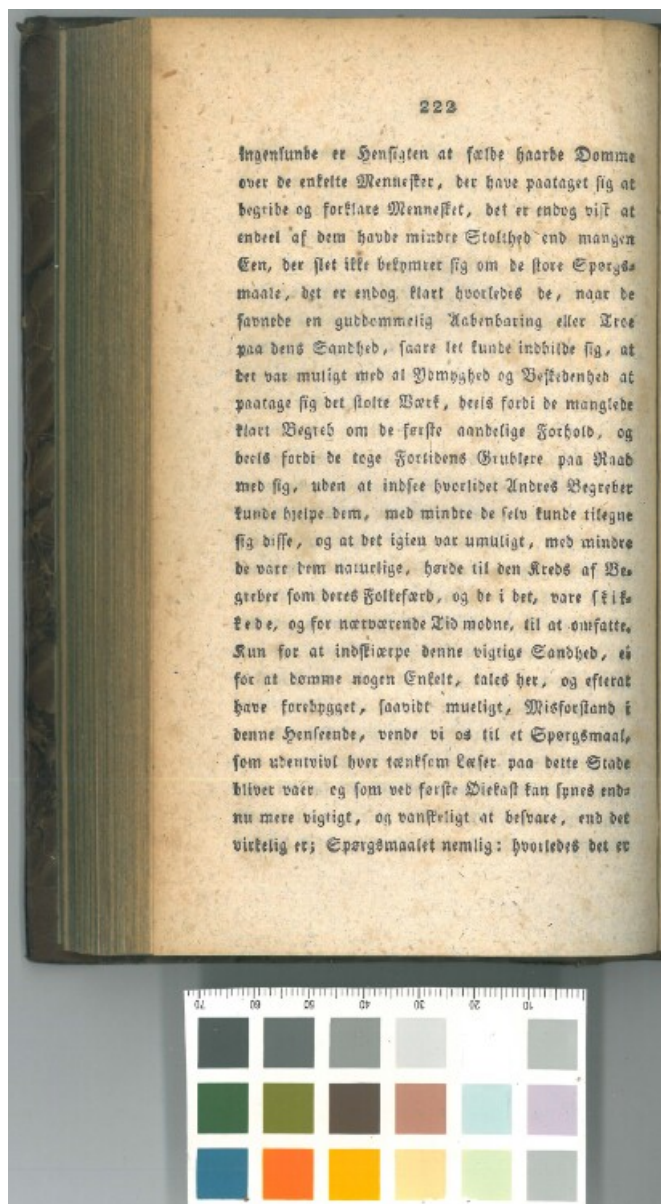 222
ingenlunde er Hensigten at fælde haarde Domme
over de enkelte Mennesker, der have paataget sig at
begribe og forklare Mennesket, det er endog vist at
endeel af dem havde mindre Stolthed end mangen
Een, der slet ikke bekymrer sig om de store Spørgs-
maale, det er endog klart hvorledes de, naar de
savnede en guddommelig Aabenbaring eller Troe
paa dens Sandhed, saare let kunde indbilde sig, at
det var muligt med al Ydmyghed og Beskedenhed at
paatage sig det stolte Værk, deels fordi de manglede
klart Begreb om de første aandelige Forhold, og
deels fordi de toge Fortidens Grublere paa Raad
med sig, uden at indsee hvorlidet Andres Begreber
kunde hjelpe dem, med mindre de selv kunde tilegne
sig disse, og at det igien var umuligt, med mindre
de vare dem naturlige, hørde til den Kreds af Be-
greber som deres Folkefærd, og de i det, vare skik-
kede, og for nærværende Tid modne, til at omfatte.
Kun for at indskiærpe denne vigtige Sandhed, ei
for at dømme nogen Enkelt, tales her, og efterat
have forebygget, saavidt mueligt, Misforstand i
denne Henseende, vende vi os til et Spørgsmaal,
som udentvivl hver tænksom Læser paa dette Stade
bliver vaer og som ved første Øiekast kan synes end-
nu mere vigtigt, og vanskeligt at besvare, end det
virkelig er; Spørgsmaalet nemlig: hvorledes det er
70 60 50 40 30 20 10